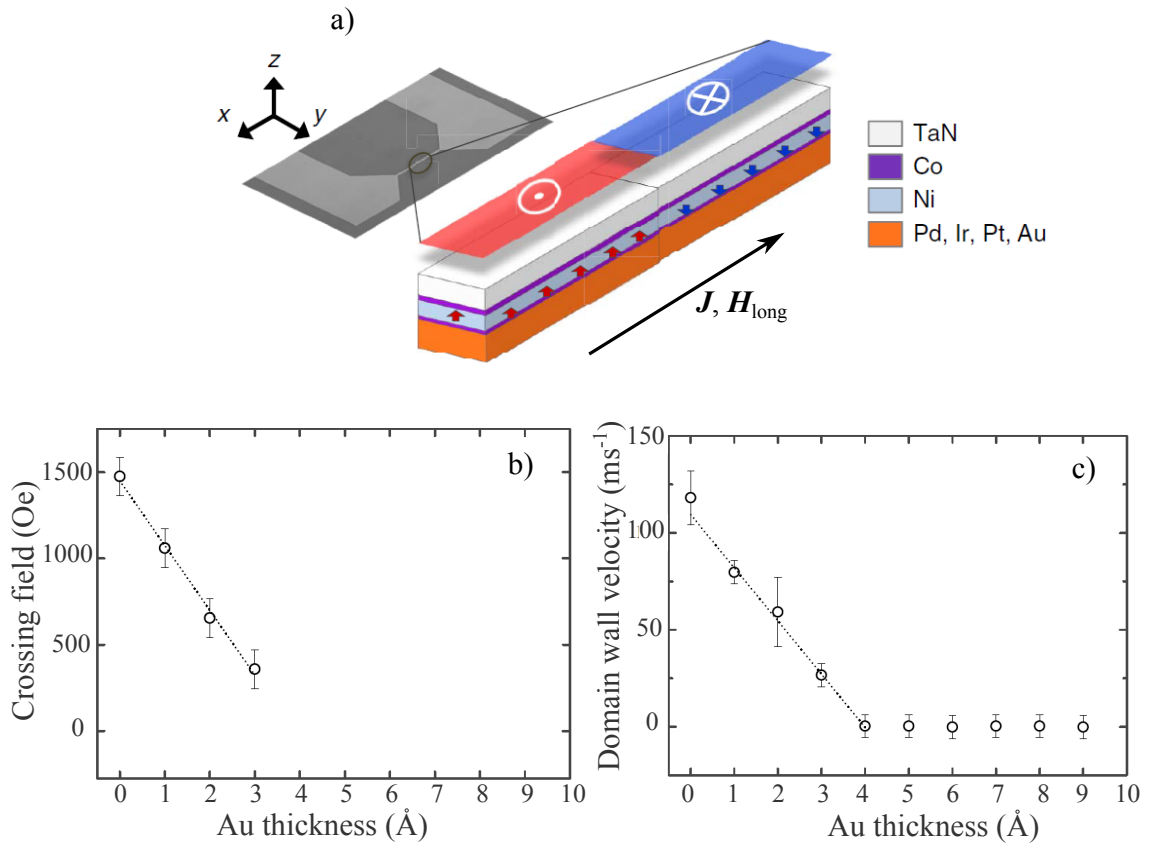 a)
z
x
y
TaN
Co
Ni
Pd, Ir, Pt, Au
J, Hlong
b)
Crossing field (Oe)
1500
1000
500
0
0 1 2 3 4 5 6 7 8 9 10
Au thickness (Å)
c)
Domain wall velocity (ms-1)
150
100
50
0
0 1 2 3 4 5 6 7 8 9 10
Au thickness (Å)